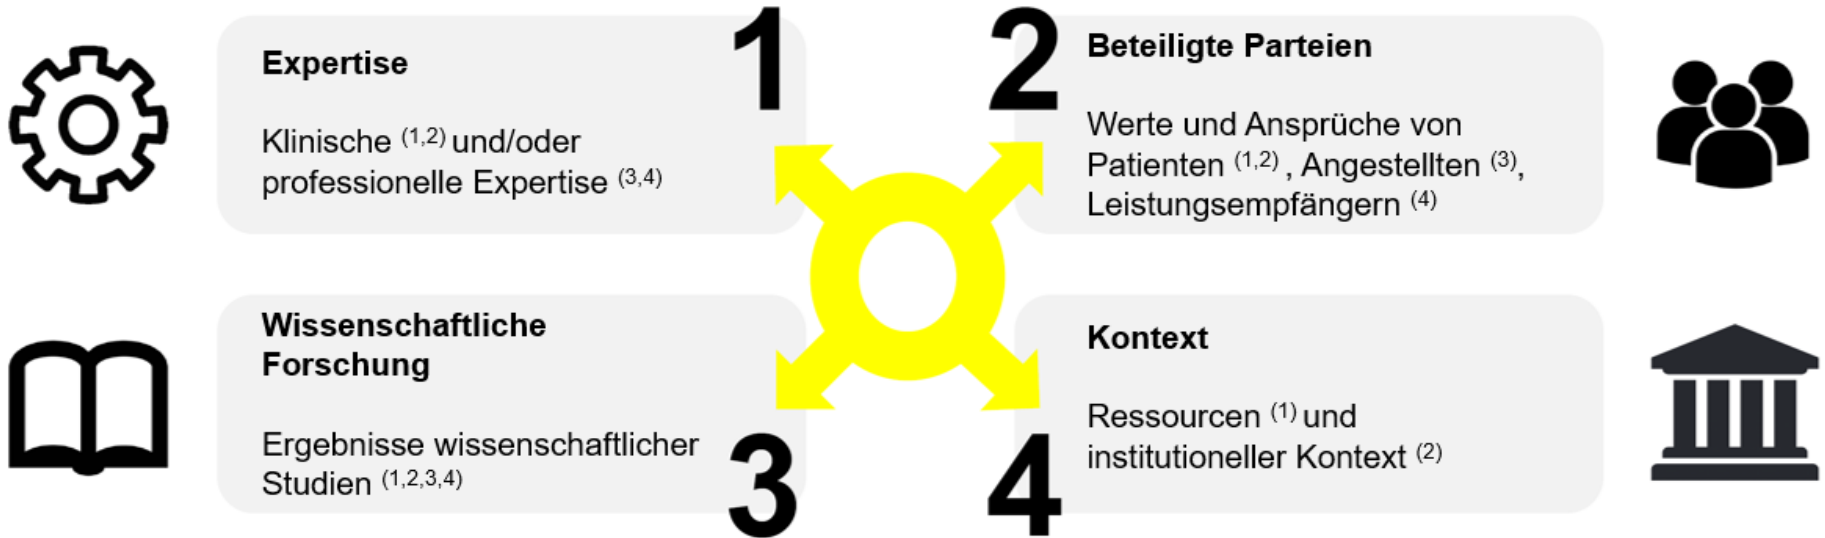 1
Expertise
Klinische (1,2) und/oder
professionelle Expertise (3,4)
2
Beteiligte Parteien
Werte und Ansprüche von
Patienten (1,2) , Angestellten (3),
Leistungsempfängern (4)
Wissenschaftliche
Forschung
Ergebnisse wissenschaftlicher
Studien (1,2,3,4)
3
Kontext
Ressourcen (1) und
institutioneller Kontext (2)
4